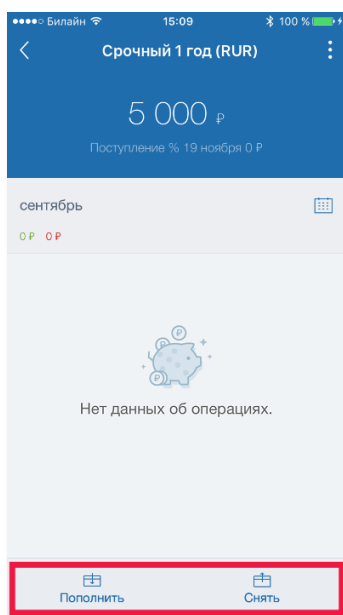 Билайн 15:09 100 %
Срочный 1 год (RUR)
5 000 ₽
Поступление % 19 ноября 0 ₽
сентябрь
0 ₽ 0 ₽
Нет данных об операциях.
Пополнить Снять